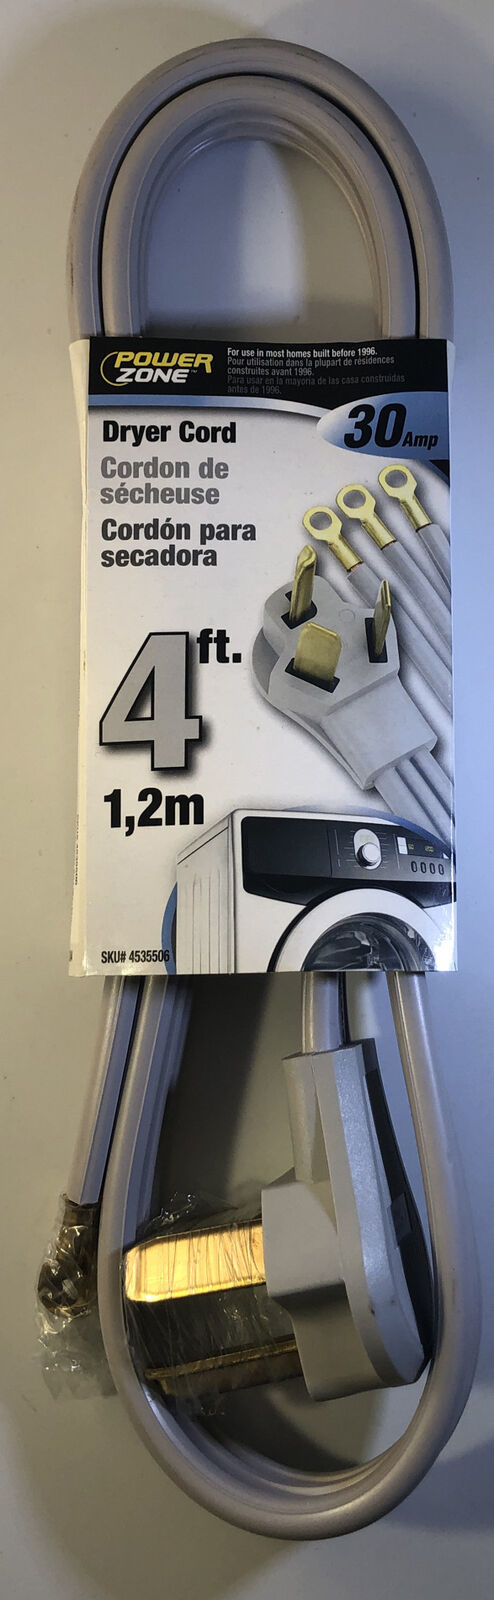 POWER
ZONE™
For use in most homes built before 1996.
Pour utilisation dans la plupart de résidences
construites avant 1996.
Para usar en la mayoria de las casa construidas
antes de 1996.
30 Amp
Dryer Cord
Cordon de
sécheuse
Cordón para
secadora
4 ft.
1,2m
SKU# 4535506